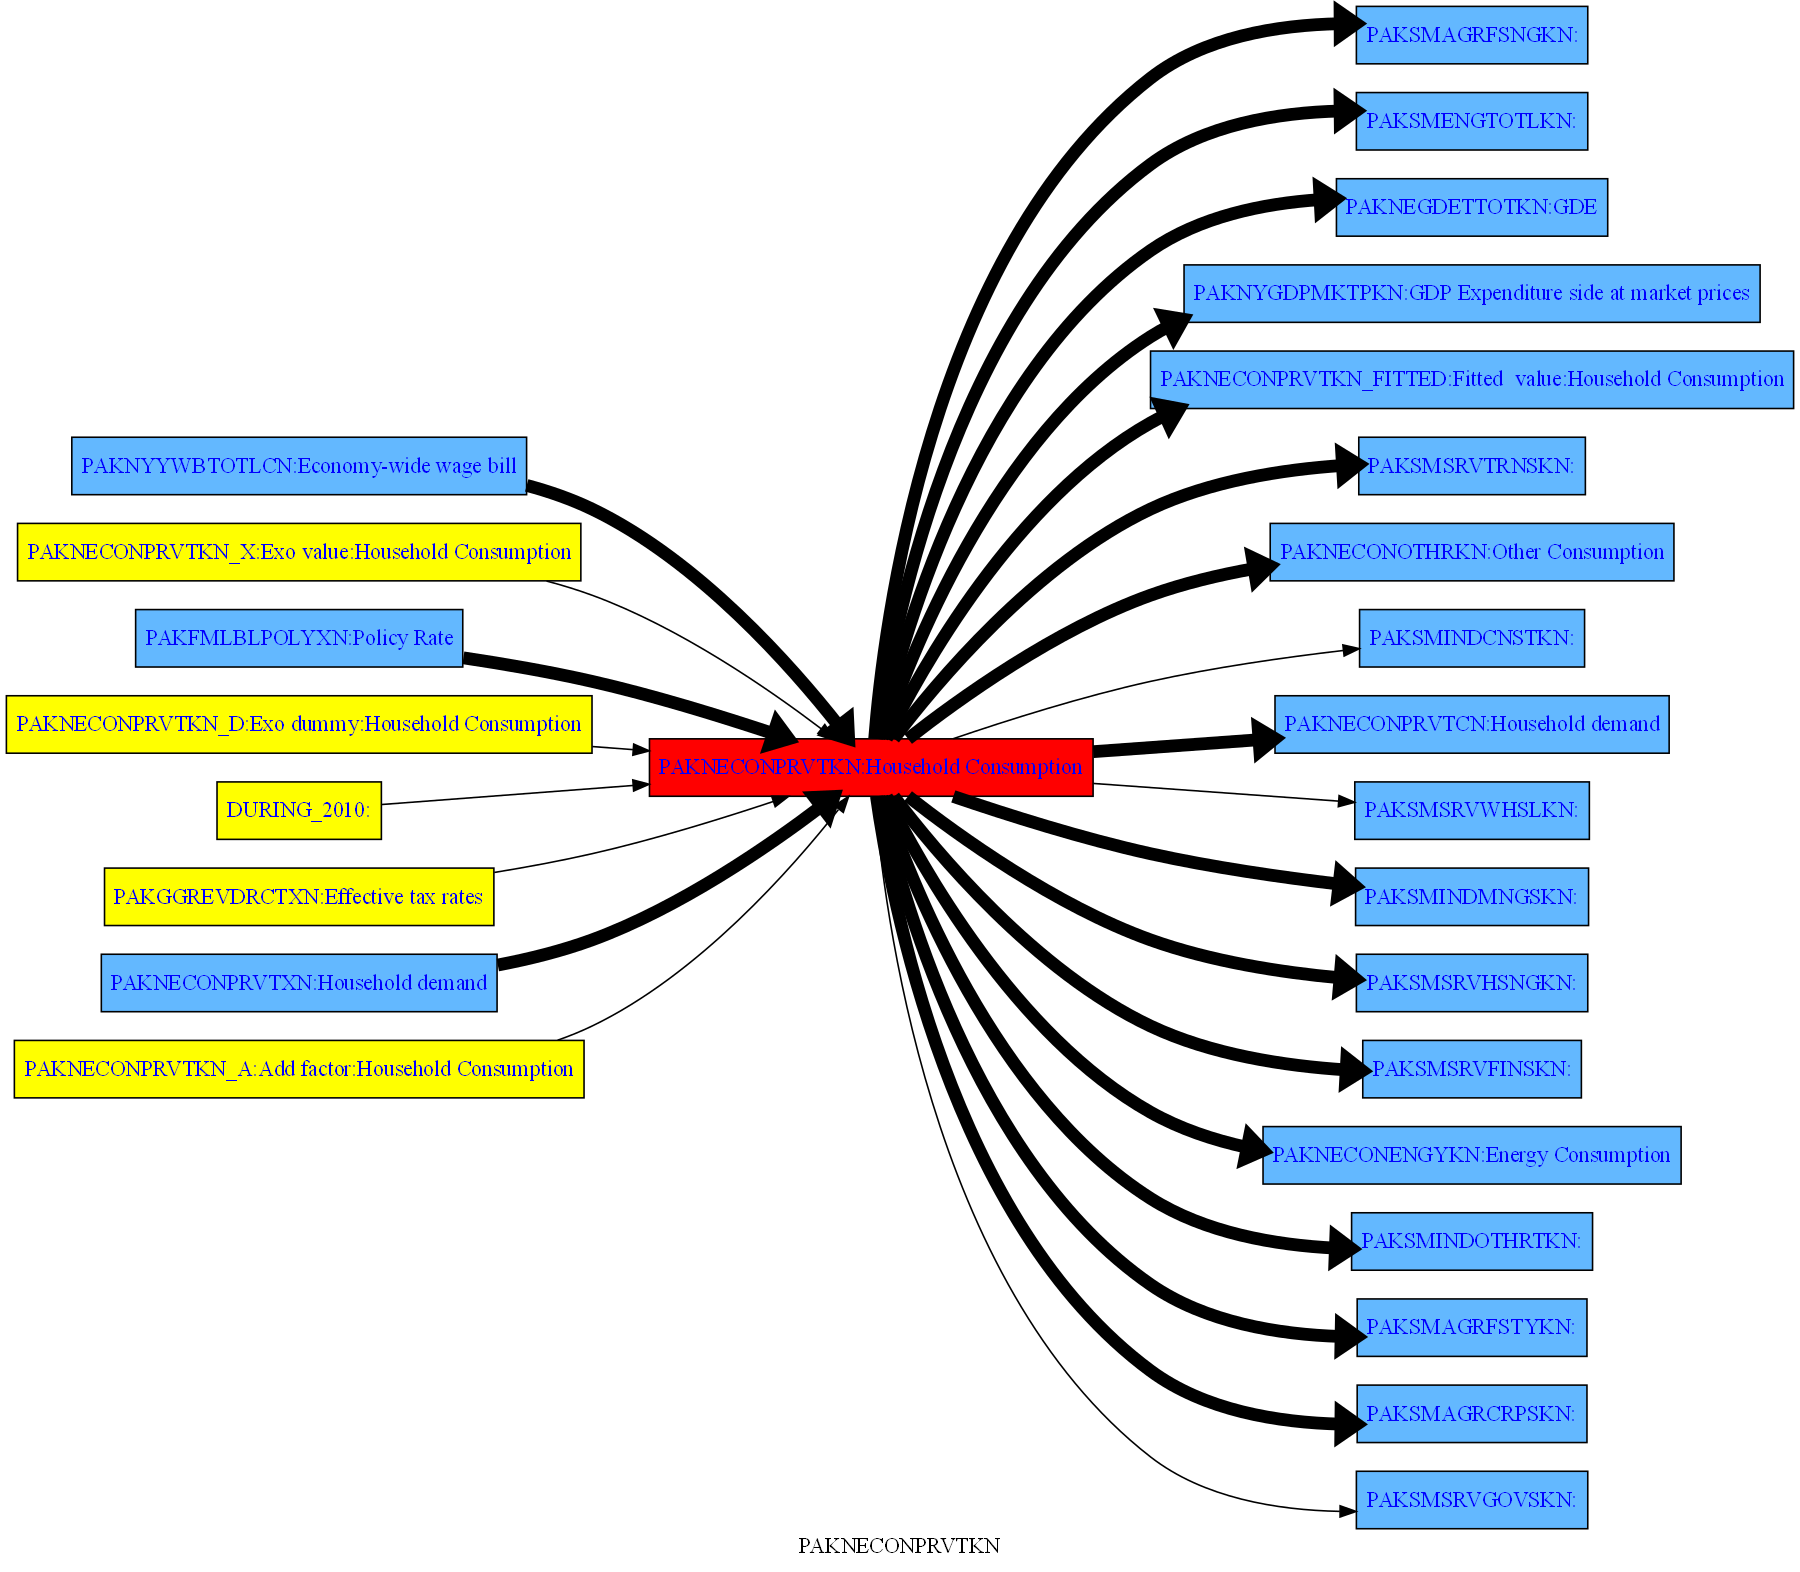 PAKSMAGRFSNGKN:
PAKSMENGTOTLKN:
PAKNEGDETTOTKN:GDE
PAKNYGDPMKTPKN:GDP Expenditure side at market prices
PAKNECONPRVTKN_FITTED:Fitted  value:Household Consumption
PAKNYYWBTOTLCN:Economy-wide wage bill
PAKSMSRVTRNSKN:
PAKNECONPRVTKN_X:Exo value:Household Consumption
PAKNECONOTHRKN:Other Consumption
PAKFMLBLPOLYXN:Policy Rate
PAKSMINDCNSTKN:
PAKNECONPRVTKN_D:Exo dummy:Household Consumption
PAKNECONPRVTCN:Household demand
PAKNECONPRVTKN:Household Consumption
DURING_2010:
PAKSMSRVWHSLKN:
PAKGGREVDRCTXN:Effective tax rates
PAKSMINDMNGSKN:
PAKNECONPRVTXN:Household demand
PAKSMSRVHSNGKN:
PAKNECONPRVTKN_A:Add factor:Household Consumption
PAKSMSRVFINSKN:
PAKNECONENGYKN:Energy Consumption
PAKSMINDOTHRTKN:
PAKSMAGRFSTYKN:
PAKSMAGRCRPSKN:
PAKSMSRVGOVSKN:
PAKNECONPRVTKN